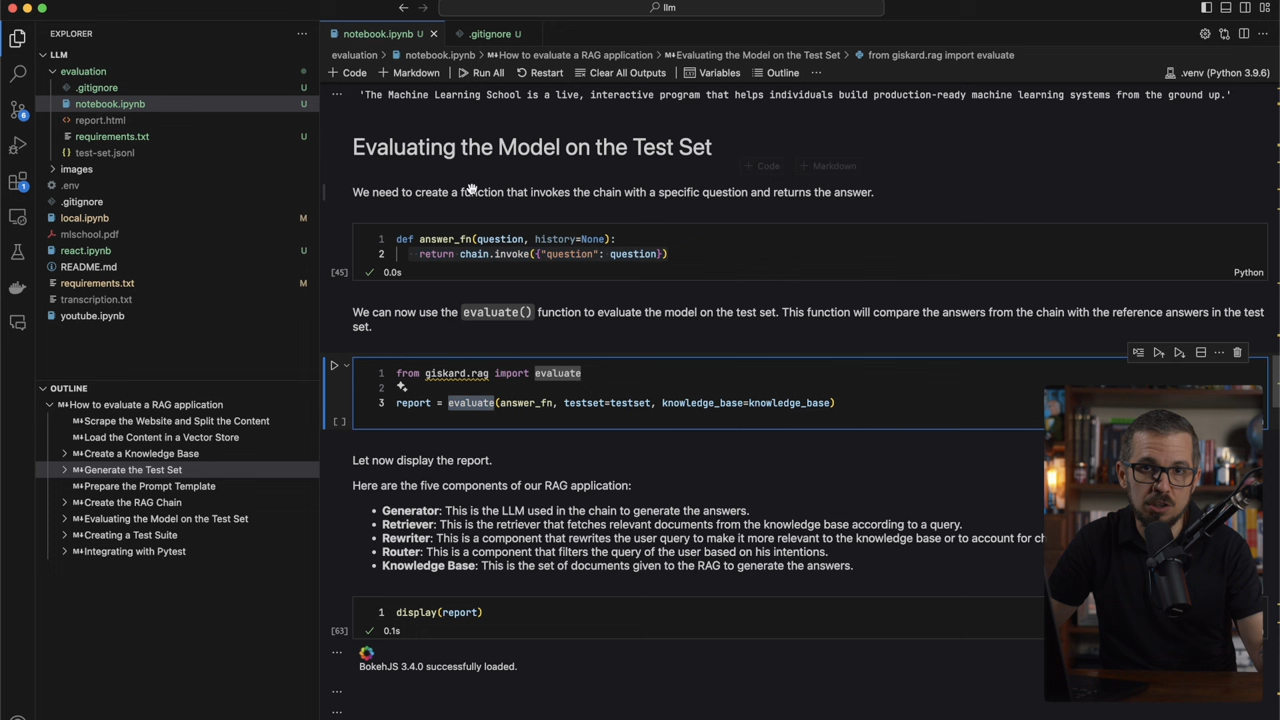 llm
EXPLORER
LLM
evaluation
.gitignore U
notebook.ipynb U
report.html
requirements.txt U
test-set.jsonl
images
.env
.gitignore
local.ipynb M
mlschool.pdf
react.ipynb U
README.md
requirements.txt M
transcription.txt
youtube.ipynb
6
1
OUTLINE
M↓How to evaluate a RAG application
M↓Scrape the Website and Split the Content
M↓Load the Content in a Vector Store
M↓Create a Knowledge Base
M↓Generate the Test Set
M↓Prepare the Prompt Template
M↓Create the RAG Chain
M↓Evaluating the Model on the Test Set
M↓Creating a Test Suite
M↓Integrating with Pytest
notebook.ipynb U
.gitignore U
evaluation > notebook.ipynb > M↓How to evaluate a RAG application > M↓Evaluating the Model on the Test Set > from giskard.rag import evaluate
+ Code + Markdown Run All Restart Clear All Outputs Variables Outline ...
.venv (Python 3.9.6)
'The Machine Learning School is a live, interactive program that helps individuals build production-ready machine learning systems from the ground up.'
Evaluating the Model on the Test Set
+ Code + Markdown
We need to create a function that invokes the chain with a specific question and returns the answer.
1 def answer_fn(question, history=None):
2 return chain.invoke({"question": question})
[45] 0.0s Python
We can now use the evaluate() function to evaluate the model on the test set. This function will compare the answers from the chain with the reference answers in the test
set.
1 from giskard.rag import evaluate
2
3 report = evaluate(answer_fn, testset=testset, knowledge_base=knowledge_base)
[ ]
Let now display the report.
Here are the five components of our RAG application:
• Generator: This is the LLM used in the chain to generate the answers.
• Retriever: This is the retriever that fetches relevant documents from the knowledge base according to a query.
• Rewriter: This is a component that rewrites the user query to make it more relevant to the knowledge base or to account for
• Router: This is a component that filters the query of the user based on his intentions.
• Knowledge Base: This is the set of documents given to the RAG to generate the answers.
1 display(report)
[63] 0.1s
BokehJS 3.4.0 successfully loaded.